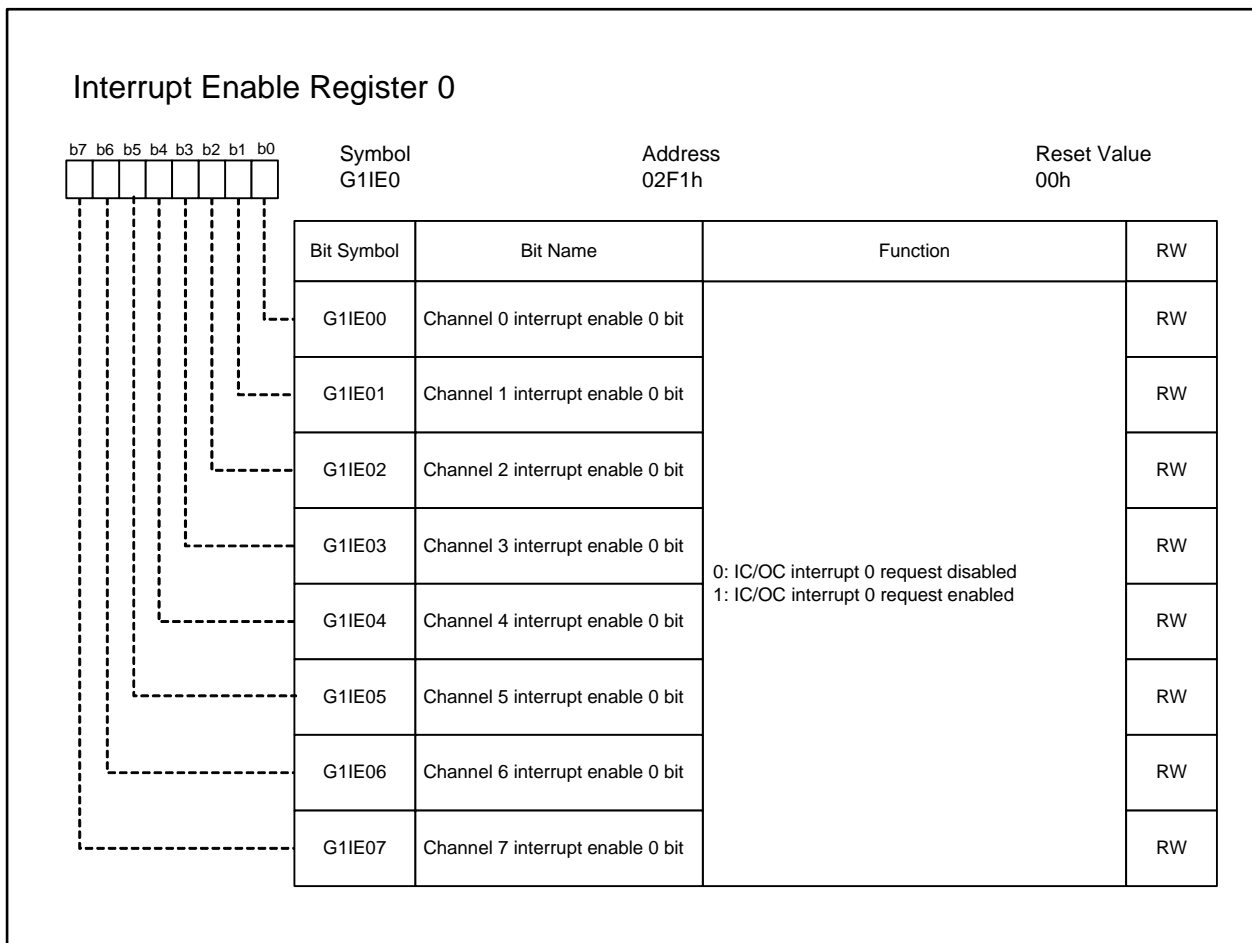 Interrupt Enable Register 0
b7 b6 b5 b4 b3 b2 b1 b0
Symbol Address Reset Value
G1IE0 02F1h 00h
Bit Symbol Bit Name Function RW
G1IE00 Channel 0 interrupt enable 0 bit RW
G1IE01 Channel 1 interrupt enable 0 bit RW
G1IE02 Channel 2 interrupt enable 0 bit RW
G1IE03 Channel 3 interrupt enable 0 bit RW
0: IC/OC interrupt 0 request disabled
1: IC/OC interrupt 0 request enabled
G1IE04 Channel 4 interrupt enable 0 bit RW
G1IE05 Channel 5 interrupt enable 0 bit RW
G1IE06 Channel 6 interrupt enable 0 bit RW
G1IE07 Channel 7 interrupt enable 0 bit RW